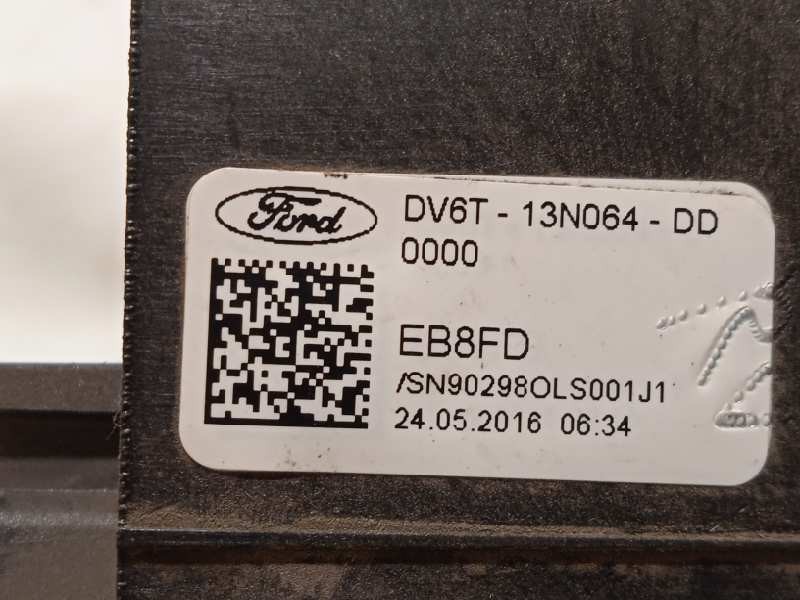 Ford
DV6T - 13N064 - DD
0000
EB8FD
/SN90298OLS001J1
24.05.2016 06:34